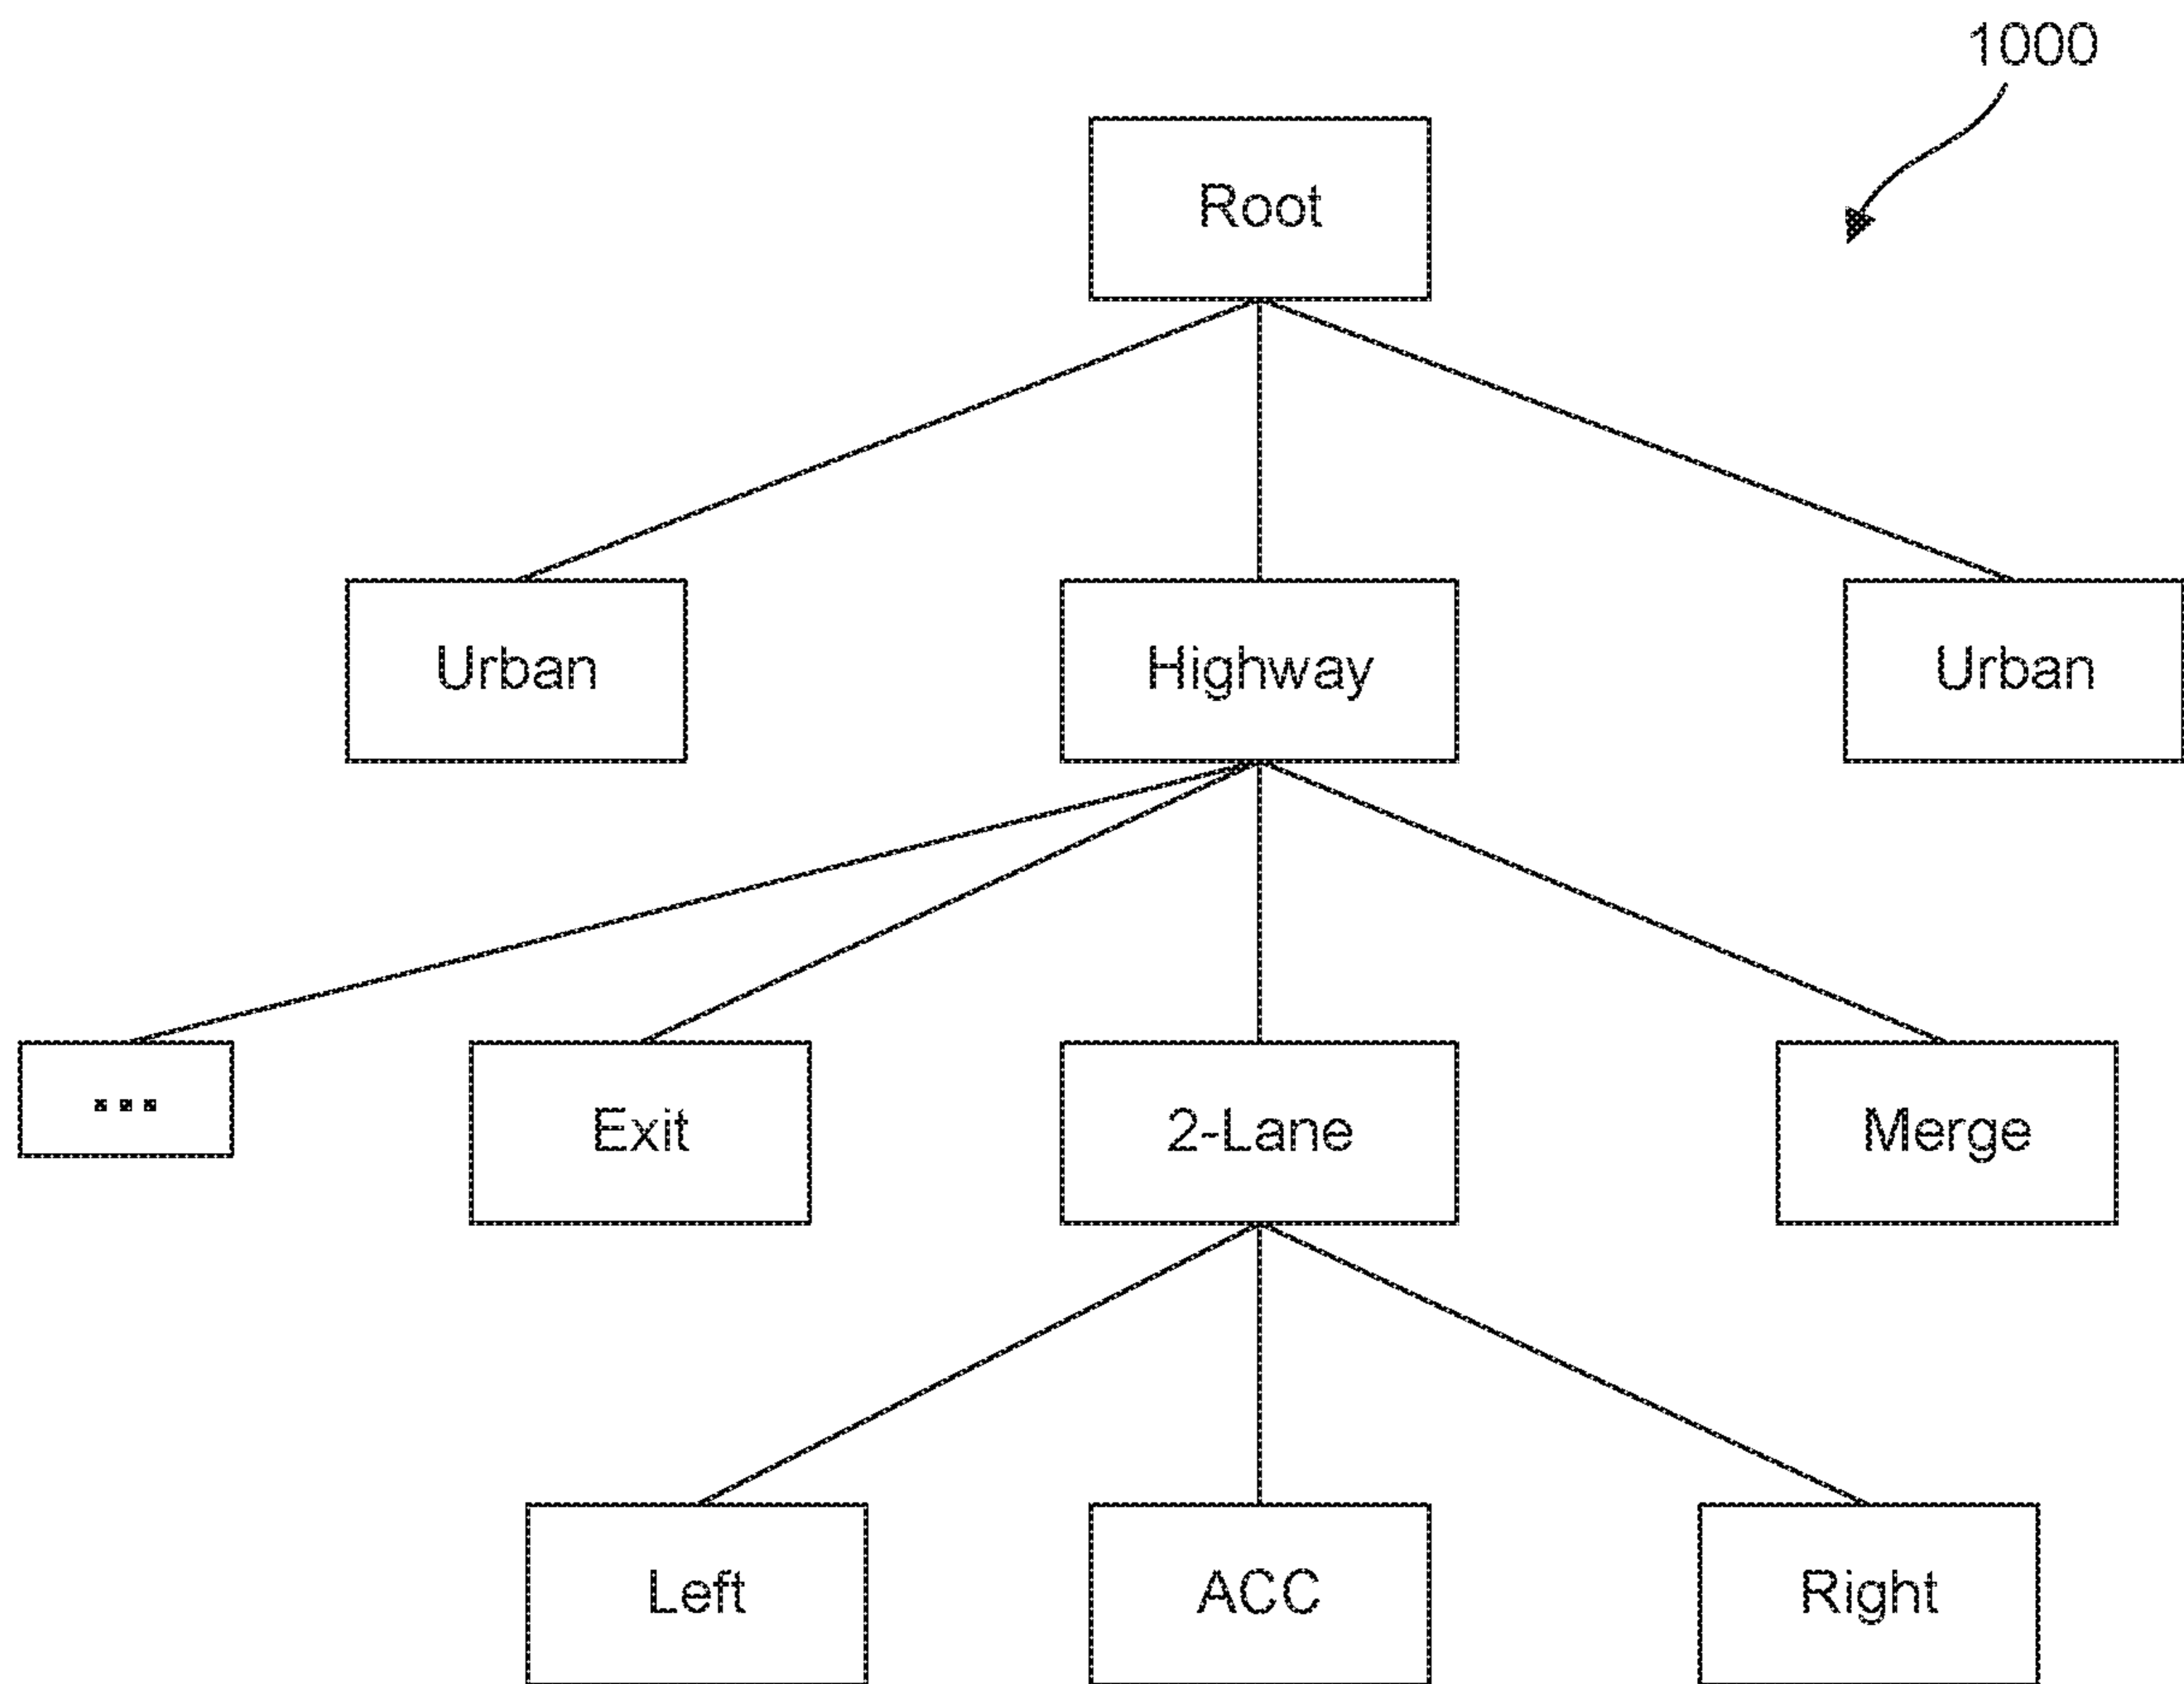 1000
Root
Urban
Highway
Urban
...
Exit
2-Lane
Merge
Left
ACC
Right